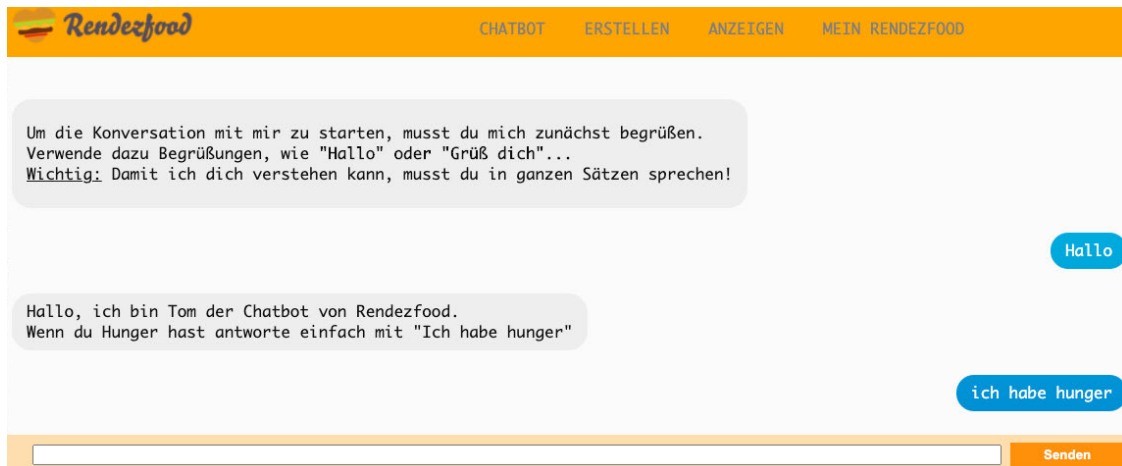 Rendezfood
CHATBOT ERSTELLEN ANZEIGEN MEIN RENDEZFOOD
Um die Konversation mit mir zu starten, musst du mich zunächst begrüßen.
Verwende dazu Begrüßungen, wie "Hallo" oder "Grüß dich"...
Wichtig: Damit ich dich verstehen kann, musst du in ganzen Sätzen sprechen!
Hallo
Hallo, ich bin Tom der Chatbot von Rendezfood.
Wenn du Hunger hast antworte einfach mit "Ich habe hunger"
ich habe hunger
Senden